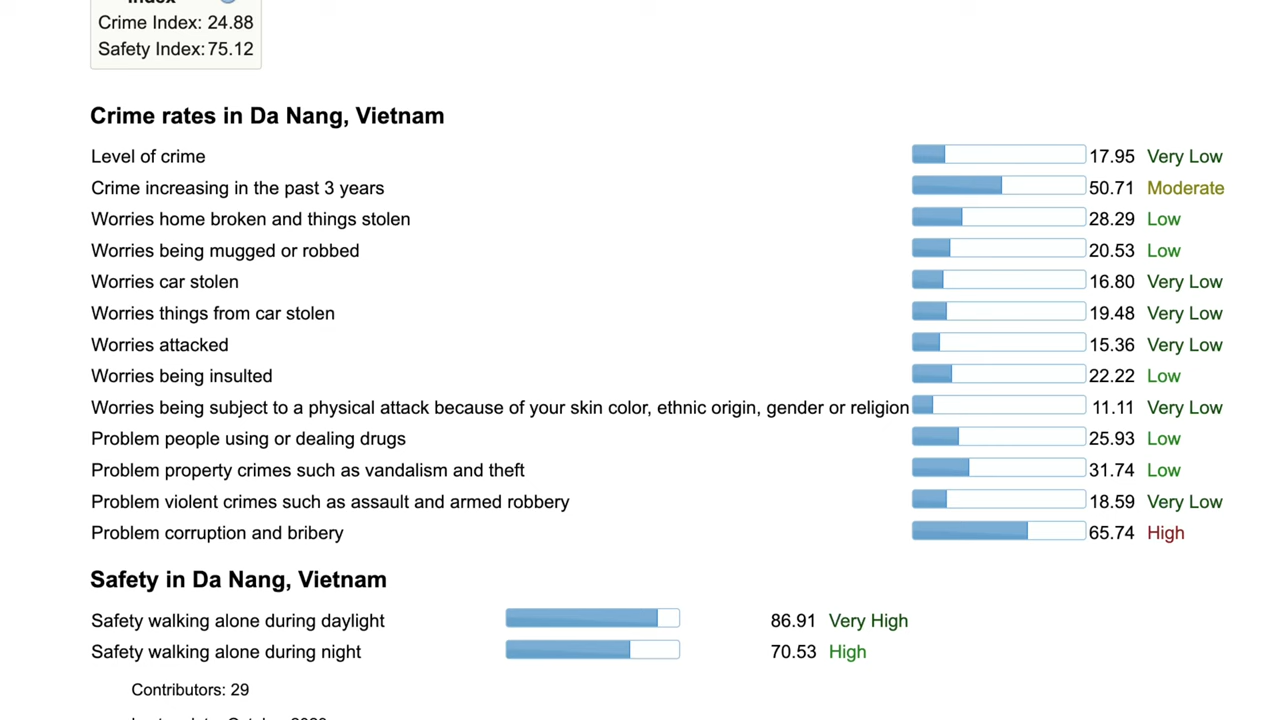 Index
Crime Index: 24.88
Safety Index: 75.12
Crime rates in Da Nang, Vietnam
Level of crime 17.95 Very Low
Crime increasing in the past 3 years 50.71 Moderate
Worries home broken and things stolen 28.29 Low
Worries being mugged or robbed 20.53 Low
Worries car stolen 16.80 Very Low
Worries things from car stolen 19.48 Very Low
Worries attacked 15.36 Very Low
Worries being insulted 22.22 Low
Worries being subject to a physical attack because of your skin color, ethnic origin, gender or religion 11.11 Very Low
Problem people using or dealing drugs 25.93 Low
Problem property crimes such as vandalism and theft 31.74 Low
Problem violent crimes such as assault and armed robbery 18.59 Very Low
Problem corruption and bribery 65.74 High
Safety in Da Nang, Vietnam
Safety walking alone during daylight 86.91 Very High
Safety walking alone during night 70.53 High
Contributors: 29